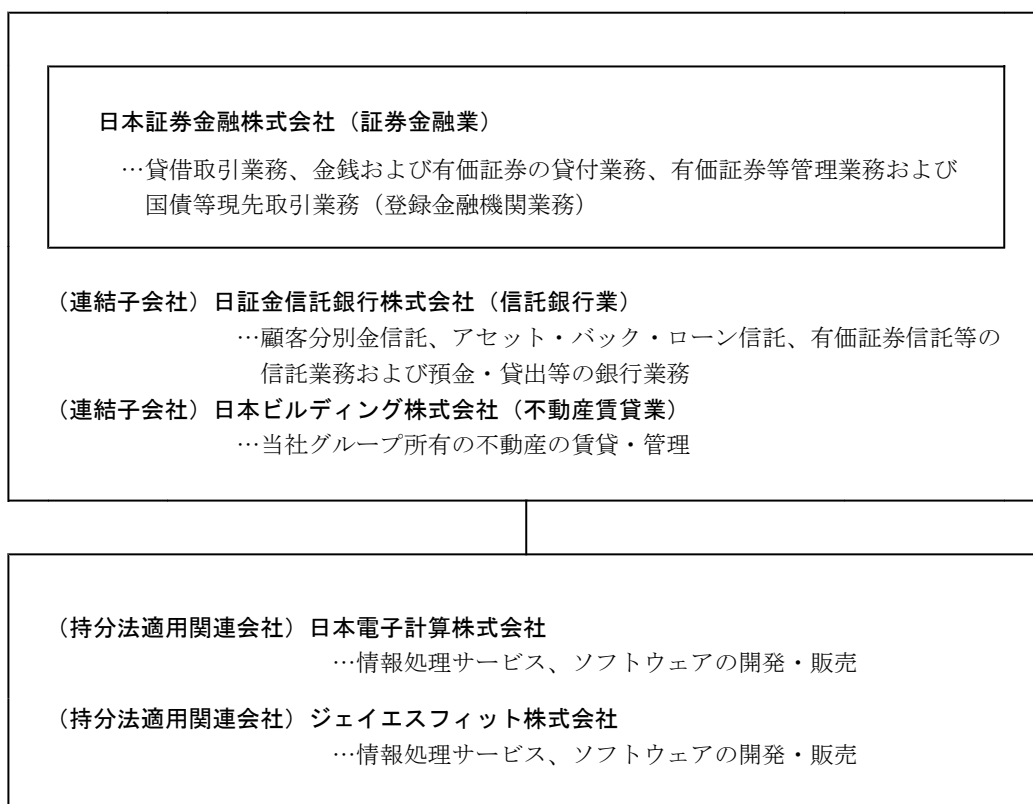 日本証券金融株式会社（証券金融業）
…貸借取引業務、金銭および有価証券の貸付業務、有価証券等管理業務および
国債等現先取引業務（登録金融機関業務）
（連結子会社）日証金信託銀行株式会社（信託銀行業）
…顧客分別金信託、アセット・バック・ローン信託、有価証券信託等の
信託業務および預金・貸出等の銀行業務
（連結子会社）日本ビルディング株式会社（不動産賃貸業）
…当社グループ所有の不動産の賃貸・管理
（持分法適用関連会社）日本電子計算株式会社
…情報処理サービス、ソフトウェアの開発・販売
（持分法適用関連会社）ジェイエスフィット株式会社
…情報処理サービス、ソフトウェアの開発・販売